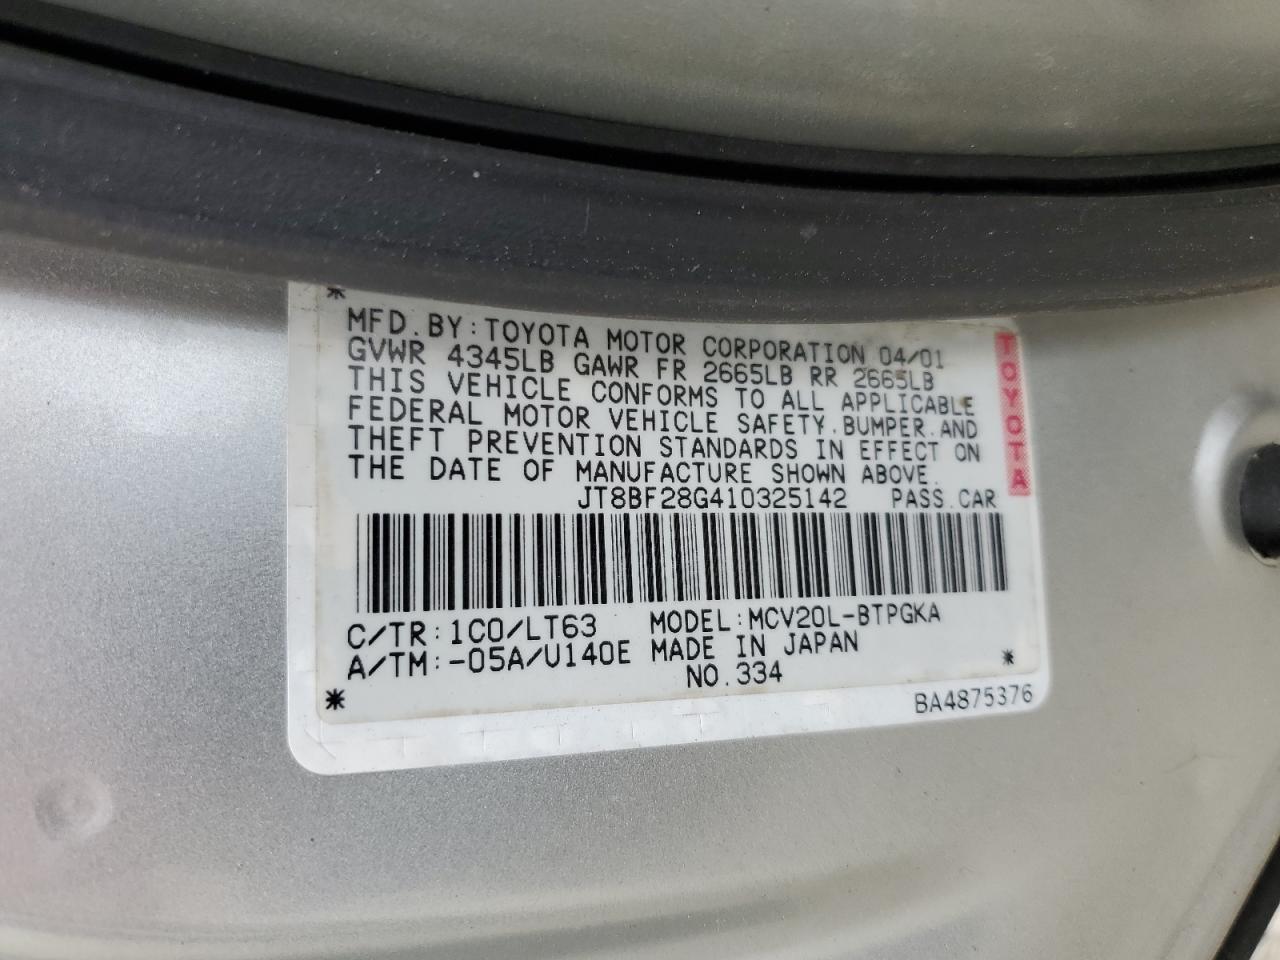 MFD. BY: TOYOTA MOTOR CORPORATION 04/01
GVWR 4345LB GAWR FR 2665LB RR 2665LB
THIS VEHICLE CONFORMS TO ALL APPLICABLE
FEDERAL MOTOR VEHICLE SAFETY, BUMPER, AND
THEFT PREVENTION STANDARDS IN EFFECT ON
THE DATE OF MANUFACTURE SHOWN ABOVE.
JT8BF28G410325142 PASS. CAR
TOYOTA
C/TR: 1C0/LT63 MODEL: MCV20L-BTPGKA
A/TM: -05A/U140E MADE IN JAPAN
NO. 334
BA4875376